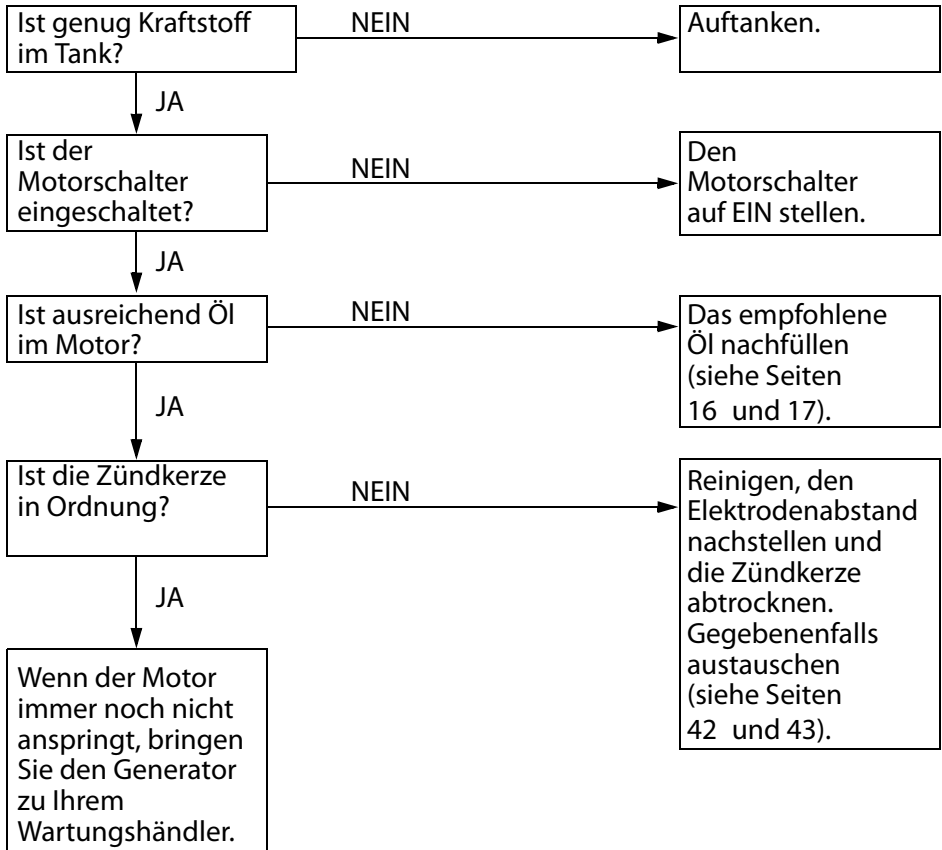 Ist genug Kraftstoff
im Tank?
NEIN
Auftanken.
JA
Ist der
Motorschalter
eingeschaltet?
NEIN
Den
Motorschalter
auf EIN stellen.
JA
Ist ausreichend Öl
im Motor?
NEIN
Das empfohlene
Öl nachfüllen
(siehe Seiten
16 und 17).
JA
Ist die Zündkerze
in Ordnung?
NEIN
Reinigen, den
Elektrodenabstand
nachstellen und
die Zündkerze
abtrocknen.
Gegebenenfalls
austauschen
(siehe Seiten
42 und 43).
JA
Wenn der Motor
immer noch nicht
anspringt, bringen
Sie den Generator
zu Ihrem
Wartungshändler.